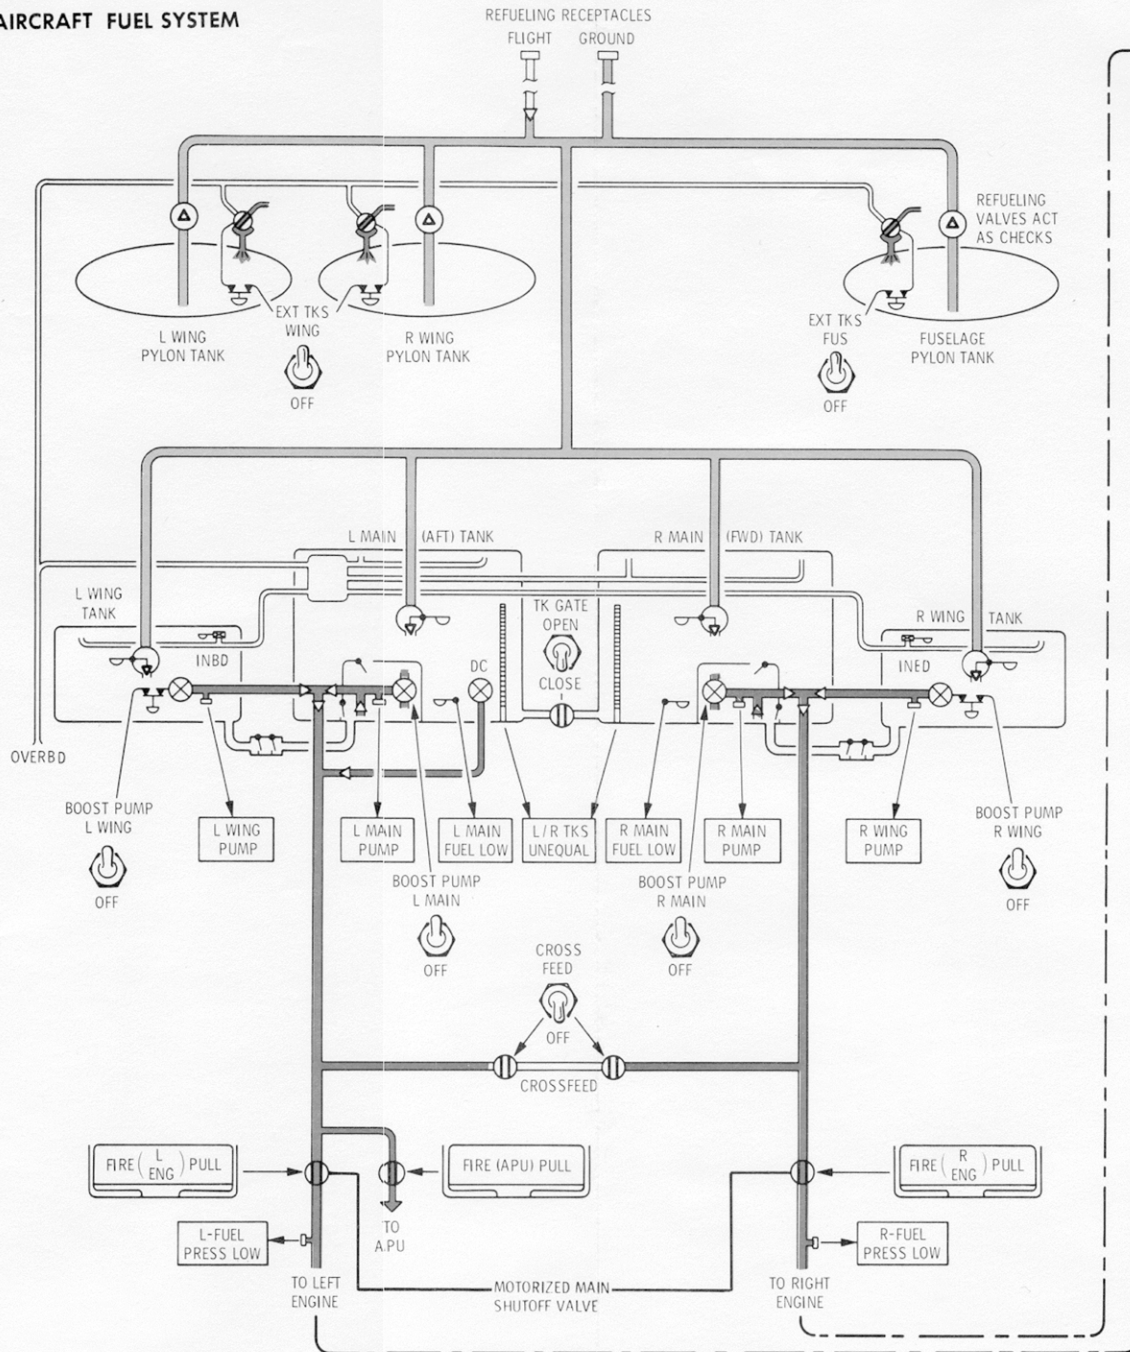 AIRCRAFT FUEL SYSTEM
REFUELING RECEPTACLES
FLIGHT GROUND
REFUELING
VALVES ACT
AS CHECKS
EXT TKS
WING
OFF
L WING
PYLON TANK
R WING
PYLON TANK
EXT TKS
FUS
OFF
FUSELAGE
PYLON TANK
L MAIN (AFT) TANK
R MAIN (FWD) TANK
L WING
TANK
INBD
DC
TK GATE
OPEN
CLOSE
R WING TANK
INED
OVERBD
BOOST PUMP
L WING
OFF
L WING
PUMP
L MAIN
PUMP
L MAIN
FUEL LOW
L/R TKS
UNEQUAL
R MAIN
FUEL LOW
R MAIN
PUMP
R WING
PUMP
BOOST PUMP
R WING
OFF
BOOST PUMP
L MAIN
OFF
BOOST PUMP
R MAIN
OFF
CROSS
FEED
OFF
CROSSFEED
FIRE (L ENG) PULL
FIRE (APU) PULL
FIRE (R ENG) PULL
L-FUEL
PRESS LOW
TO
A.PU
R-FUEL
PRESS LOW
TO LEFT
ENGINE
MOTORIZED MAIN
SHUTOFF VALVE
TO RIGHT
ENGINE